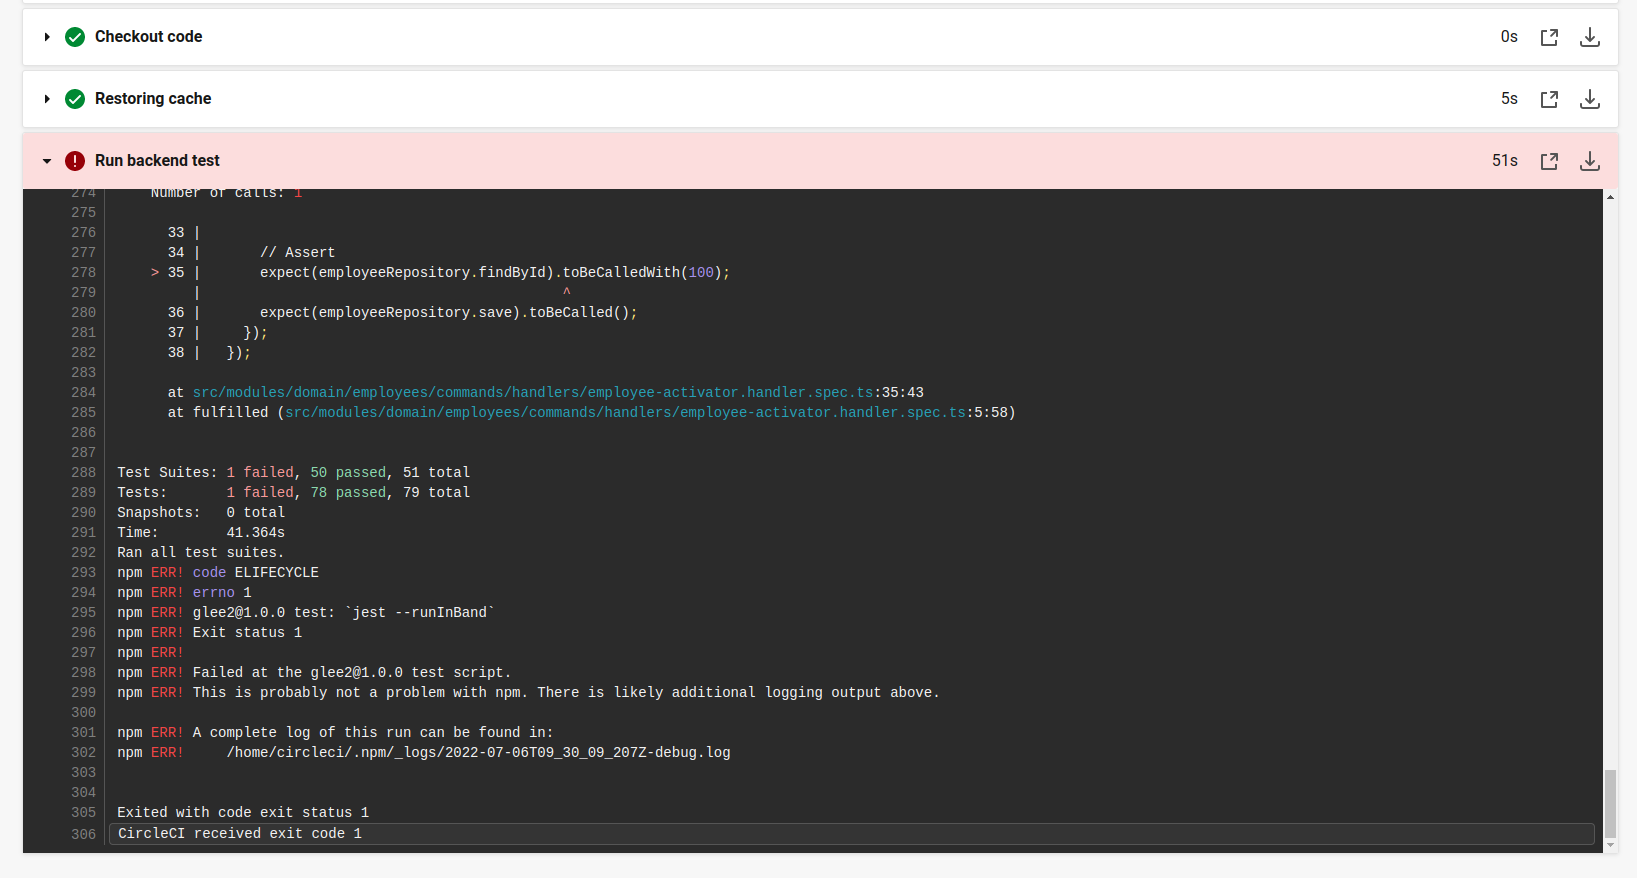 Checkout code 0s
Restoring cache 5s
Run backend test 51s
274 Number of calls: 1
275
276 33 |
277 34 | // Assert
278 > 35 | expect(employeeRepository.findById).toBeCalledWith(100);
279 | ^
280 36 | expect(employeeRepository.save).toBeCalled();
281 37 | });
282 38 | });
283
284 at src/modules/domain/employees/commands/handlers/employee-activator.handler.spec.ts:35:43
285 at fulfilled (src/modules/domain/employees/commands/handlers/employee-activator.handler.spec.ts:5:58)
286
287
288 Test Suites: 1 failed, 50 passed, 51 total
289 Tests: 1 failed, 78 passed, 79 total
290 Snapshots: 0 total
291 Time: 41.364s
292 Ran all test suites.
293 npm ERR! code ELIFECYCLE
294 npm ERR! errno 1
295 npm ERR! glee2@1.0.0 test: `jest --runInBand`
296 npm ERR! Exit status 1
297 npm ERR!
298 npm ERR! Failed at the glee2@1.0.0 test script.
299 npm ERR! This is probably not a problem with npm. There is likely additional logging output above.
300
301 npm ERR! A complete log of this run can be found in:
302 npm ERR! /home/circleci/.npm/_logs/2022-07-06T09_30_09_207Z-debug.log
303
304
305 Exited with code exit status 1
306 CircleCI received exit code 1